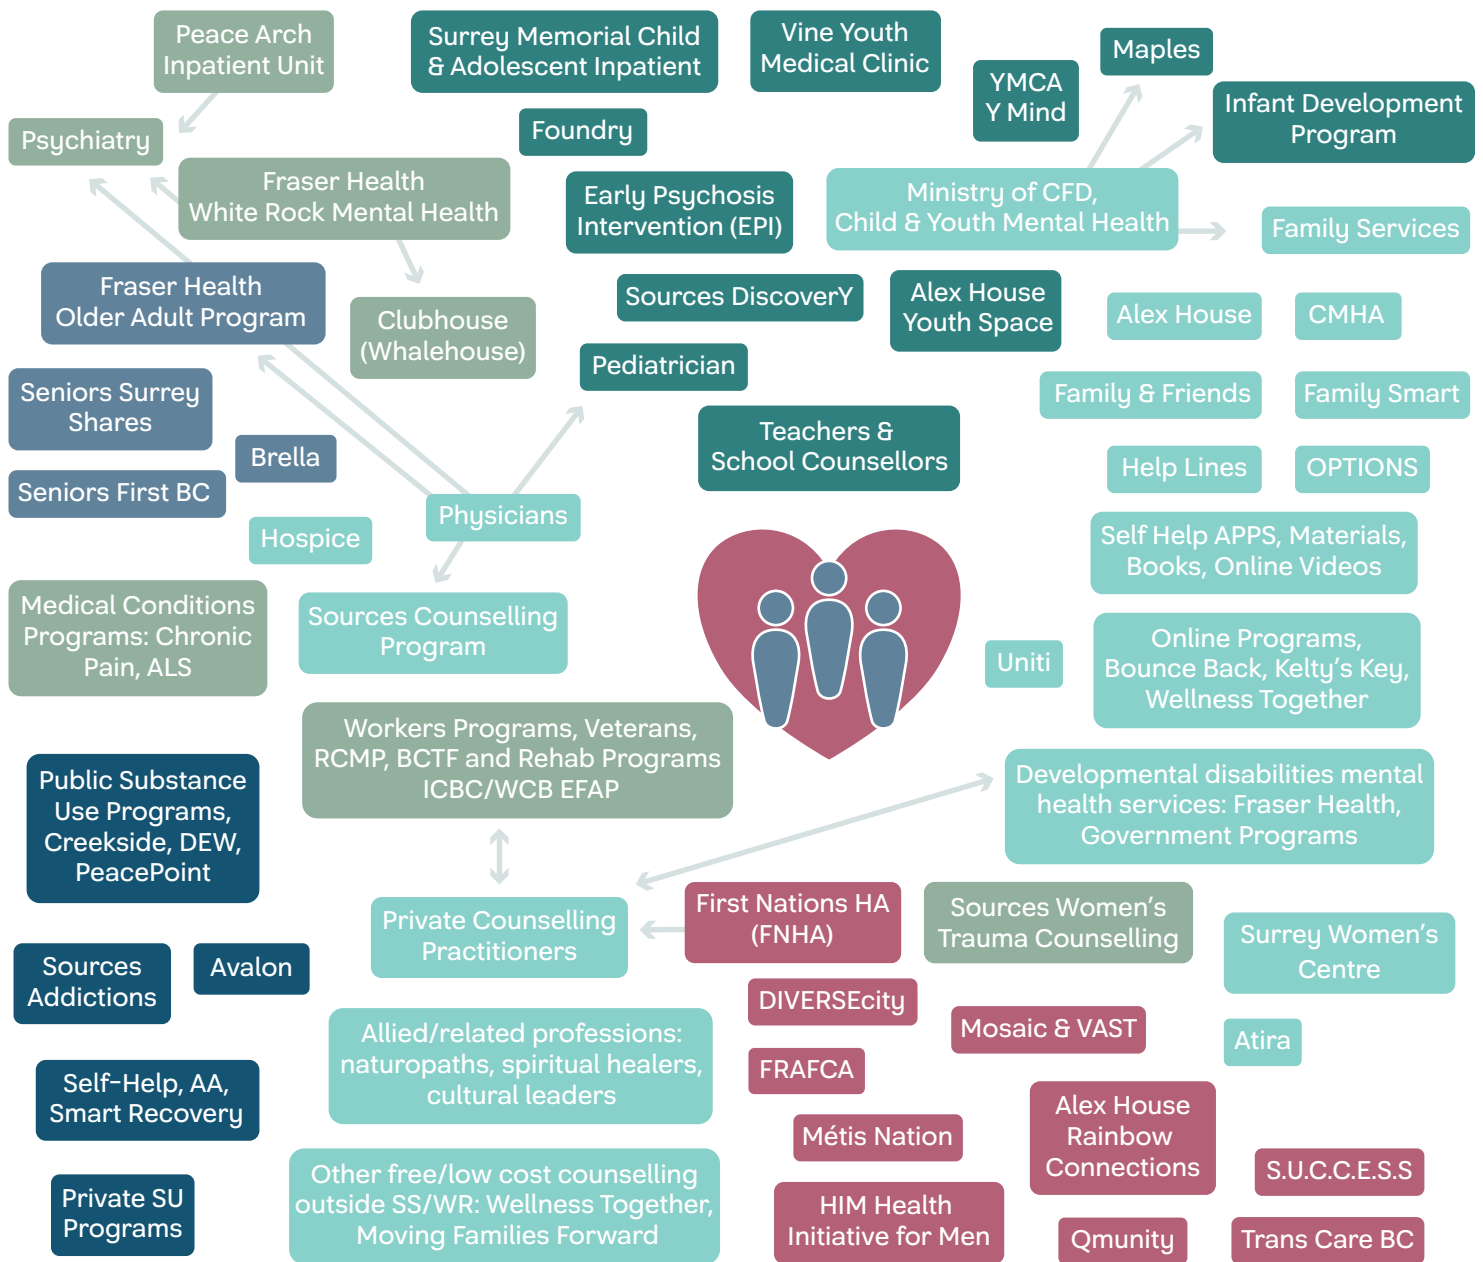 Peace Arch
Inpatient Unit
Surrey Memorial Child
& Adolescent Inpatient
Vine Youth
Medical Clinic
Maples
YMCA
Y Mind
Infant Development
Program
Psychiatry
Foundry
Fraser Health
White Rock Mental Health
Early Psychosis
Intervention (EPI)
Ministry of CFD,
Child & Youth Mental Health
Family Services
Fraser Health
Older Adult Program
Clubhouse
(Whalehouse)
Sources DiscoverY
Alex House
Youth Space
Alex House
CMHA
Pediatrician
Seniors Surrey
Shares
Family & Friends
Family Smart
Teachers &
School Counsellors
Brella
Help Lines
OPTIONS
Seniors First BC
Physicians
Hospice
Self Help APPS, Materials,
Books, Online Videos
Medical Conditions
Programs: Chronic
Pain, ALS
Sources Counselling
Program
Uniti
Online Programs,
Bounce Back, Kelty's Key,
Wellness Together
Workers Programs, Veterans,
RCMP, BCTF and Rehab Programs
ICBC/WCB EFAP
Public Substance
Use Programs,
Creekside, DEW,
PeacePoint
Developmental disabilities mental
health services: Fraser Health,
Government Programs
Private Counselling
Practitioners
First Nations HA
(FNHA)
Sources Women's
Trauma Counselling
Surrey Women's
Centre
Sources
Addictions
Avalon
DIVERSEcity
Mosaic & VAST
Atira
Allied/related professions:
naturopaths, spiritual healers,
cultural leaders
FRAFCA
Self-Help, AA,
Smart Recovery
Métis Nation
Alex House
Rainbow
Connections
S.U.C.C.E.S.S
Private SU
Programs
Other free/low cost counselling
outside SS/WR: Wellness Together,
Moving Families Forward
HIM Health
Initiative for Men
Qmunity
Trans Care BC